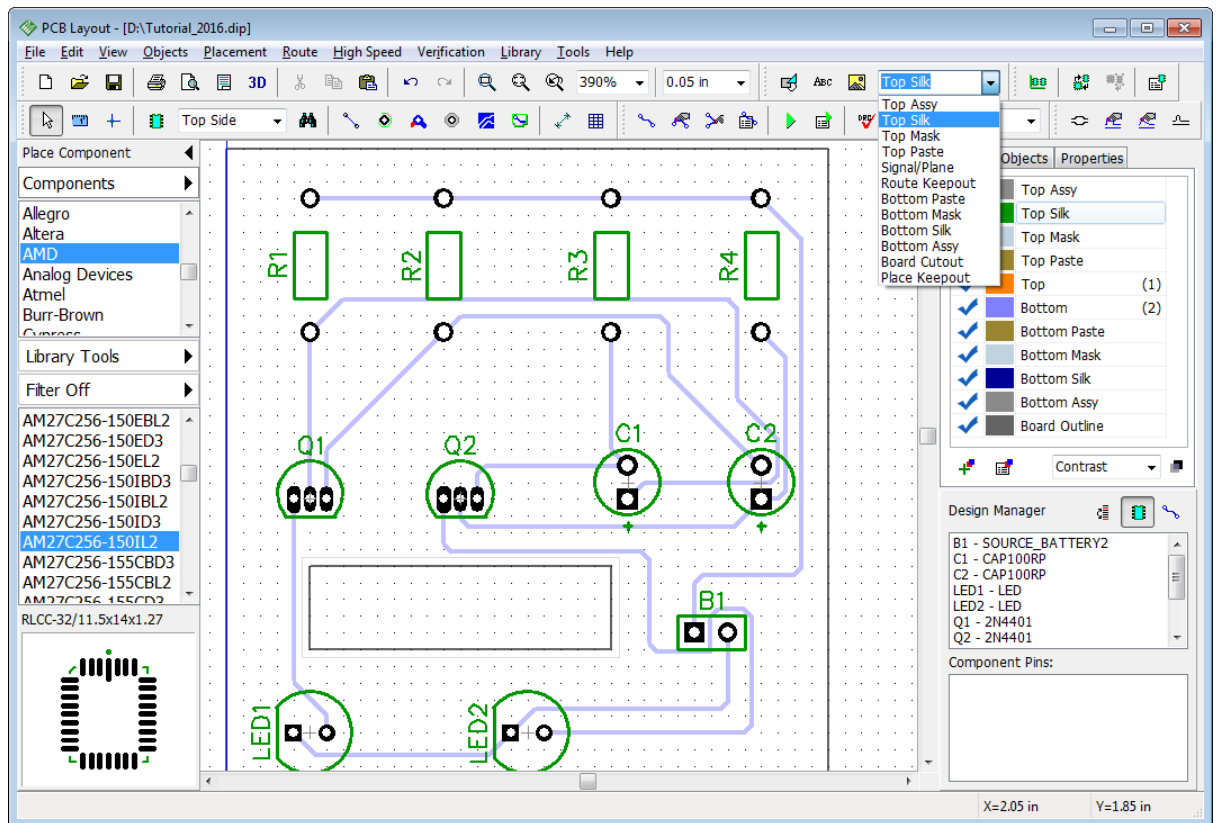 PCB Layout - [D:\Tutorial_2016.dip]
File Edit View Objects Placement Route High Speed Verification Library Tools Help
3D 390% 0.05 in ABC Top Silk
Top Side DRC
Top Assy
Top Silk
Top Mask
Top Paste
Signal/Plane
Route Keepout
Bottom Paste
Bottom Mask
Bottom Silk
Bottom Assy
Board Cutout
Place Keepout
Place Component
Components
Allegro
Altera
AMD
Analog Devices
Atmel
Burr-Brown
Cypress
Library Tools
Filter Off
AM27C256-150EBL2
AM27C256-150ED3
AM27C256-150EL2
AM27C256-150IBD3
AM27C256-150IBL2
AM27C256-150ID3
AM27C256-150IL2
AM27C256-155CBD3
AM27C256-155CBL2
AM27C256-155CD3
RLCC-32/11.5x14x1.27
R1 R2 R3 R4
Q1 Q2 C1 C2
B1
LED1 LED2
Objects Properties
Top Assy
Top Silk
Top Mask
Top Paste
Top (1)
Bottom (2)
Bottom Paste
Bottom Mask
Bottom Silk
Bottom Assy
Board Outline
Contrast
Design Manager
B1 - SOURCE_BATTERY2
C1 - CAP100RP
C2 - CAP100RP
LED1 - LED
LED2 - LED
Q1 - 2N4401
Q2 - 2N4401
Component Pins:
X=2.05 in Y=1.85 in